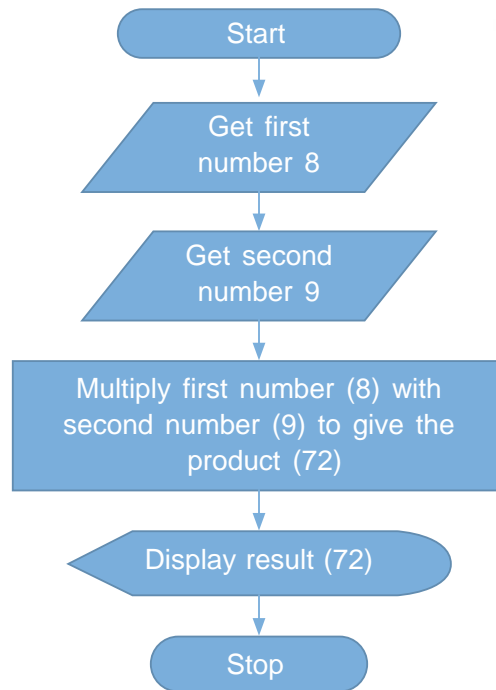 Start
Get first
number 8
Get second
number 9
Multiply first number (8) with
second number (9) to give the
product (72)
Display result (72)
Stop